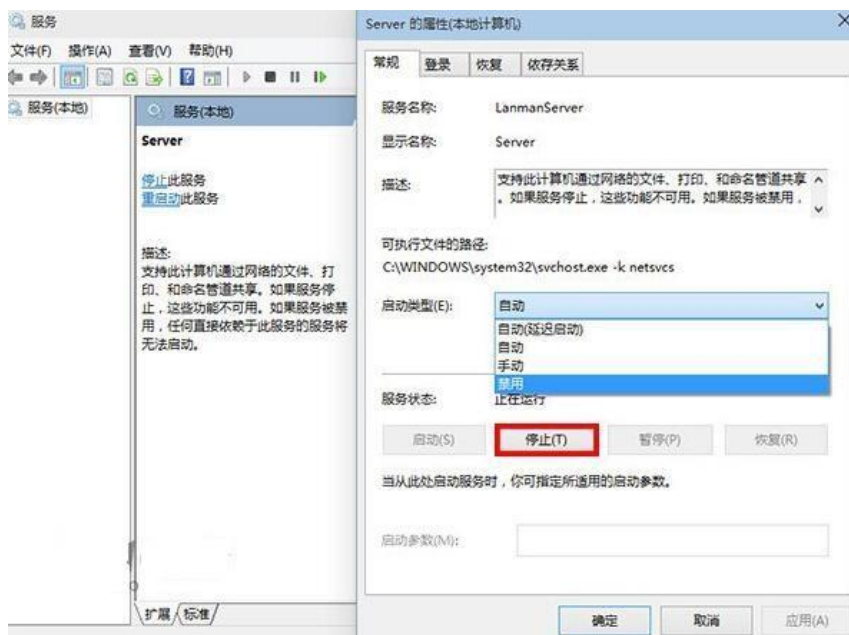 服务
文件(F) 操作(A) 查看(V) 帮助(H)
服务(本地)
服务(本地)
Server
停止此服务
重启动此服务
描述:
支持此计算机通过网络的文件、打
印、和命名管道共享。如果服务停
止，这些功能不可用。如果服务被禁
用，任何直接依赖于此服务的服务将
无法启动。
扩展 标准
Server 的属性(本地计算机)
常规 登录 恢复 依存关系
服务名称: LanmanServer
显示名称: Server
描述: 支持此计算机通过网络的文件、打印、和命名管道共享
。如果服务停止，这些功能不可用。如果服务被禁用，
可执行文件的路径:
C:\WINDOWS\system32\svchost.exe -k netsvcs
启动类型(E): 自动
自动(延迟启动)
自动
手动
禁用
服务状态: 正在运行
启动(S) 停止(T) 暂停(P) 恢复(R)
当从此处启动服务时，你可指定所适用的启动参数。
启动参数(M):
确定 取消 应用(A)